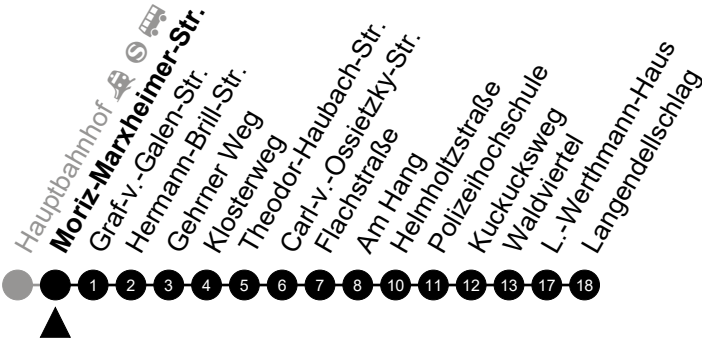 Hauptbahnhof
Moriz-Marxheimer-Str.
Graf-v.-Galen-Str.
Hermann-Brill-Str.
Gehrner Weg
Klosterweg
Theodor-Haubach-Str.
Carl-v.-Ossietzky-Str.
Flachstraße
Am Hang
Helmholtzstraße
Polizeihochschule
Kuckucksweg
Waldviertel
L.-Werthmann-Haus
Langendellschlag
1 2 3 4 5 6 7 8 10 11 12 13 17 18